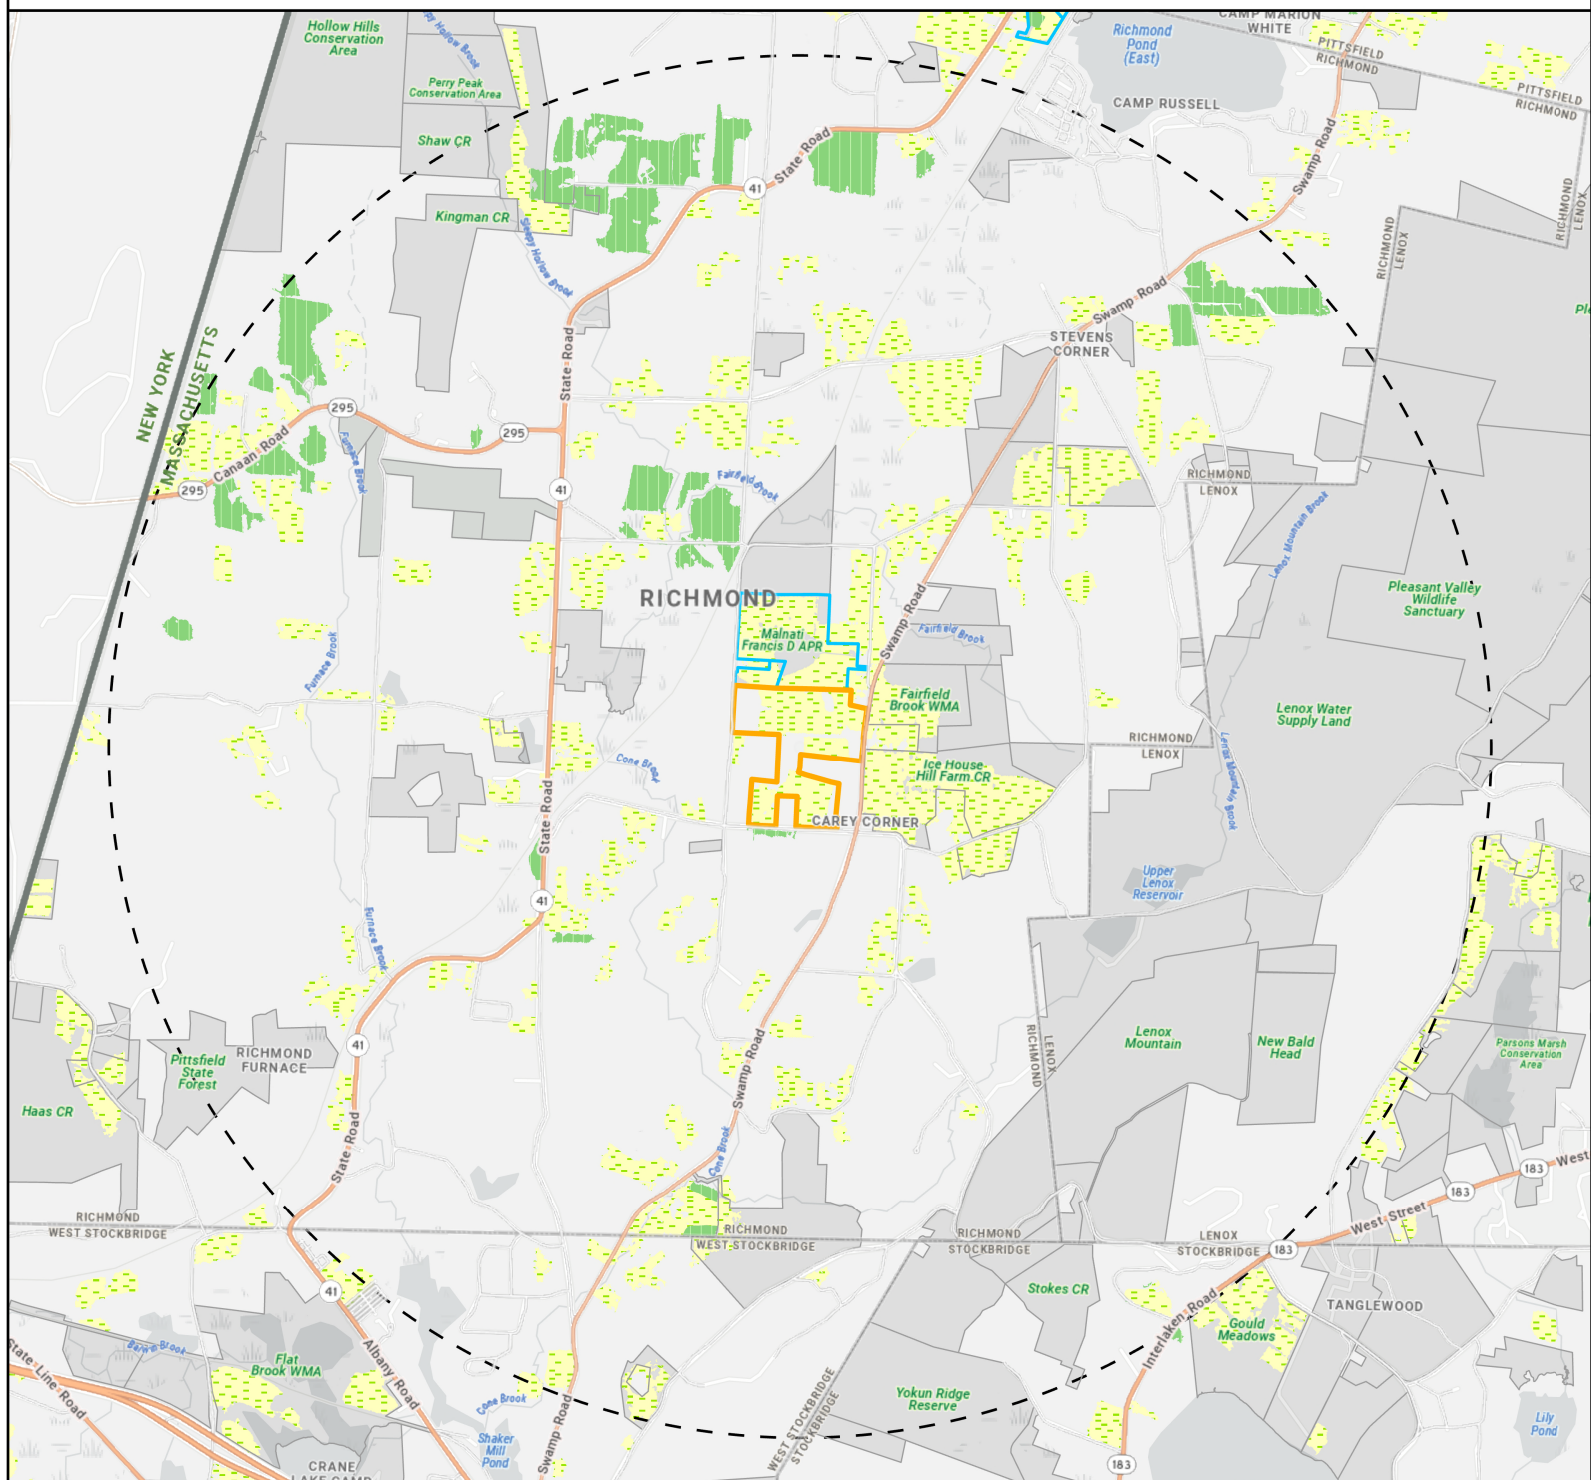 Hollow Hills
Conservation
Area
Hollow Brook
Perry Peak
Conservation Area
Shaw CR
Kingman CR
Sleepy Hollow Brook
41
State Road
Richmond
Pond
(East)
CAMP MARION
WHITE
PITTSFIELD
RICHMOND
PITTSFIELD
RICHMOND
CAMP RUSSELL
Swamp Road
RICHMOND
LENOX
RICHMOND
LENOX
Swamp Road
STEVENS
CORNER
NEW YORK
MASSACHUSETTS
State Road
295
295
295
Canaan Road
Furnace Brook
41
Fairfield Brook
RICHMOND
LENOX
Lenox Mountain Brook
RICHMOND
Malnati
Francis D APR
Swamp Road
Fairfield Brook
Pleasant Valley
Wildlife
Sanctuary
Furnace Brook
Fairfield
Brook WMA
Lenox Water
Supply Land
RICHMOND
LENOX
Cone Brook
Ice House
Hill Farm CR
Lenox Mountain Brook
State Road
CAREY CORNER
41
Upper
Lenox
Reservoir
Furnace Brook
41
Pittsfield
State
Forest
RICHMOND
FURNACE
Haas CR
Swamp Road
LENOX
RICHMOND
Lenox
Mountain
New Bald
Head
Parsons Marsh
Conservation
Area
State Road
Cone Brook
183
West
183
West Street
RICHMOND
WEST STOCKBRIDGE
RICHMOND
WEST STOCKBRIDGE
RICHMOND
STOCKBRIDGE
LENOX
STOCKBRIDGE
183
Stokes CR
TANGLEWOOD
41
Interlaken Road
Gould
Meadows
State Line Road
Flat
Brook WMA
Albany Road
Cone Brook
Swamp Road
Shaker
Mill
Pond
WEST STOCKBRIDGE
STOCKBRIDGE
Yokun Ridge
Reserve
Lily
Pond
183
CRANE
LAKE CAMP